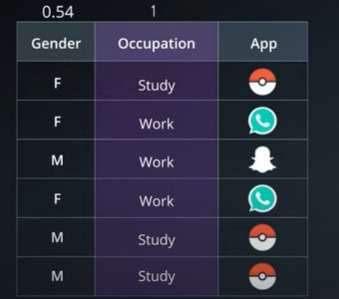 0.54 1
Gender Occupation App
F Study
F Work
M Work
F Work
M Study
M Study